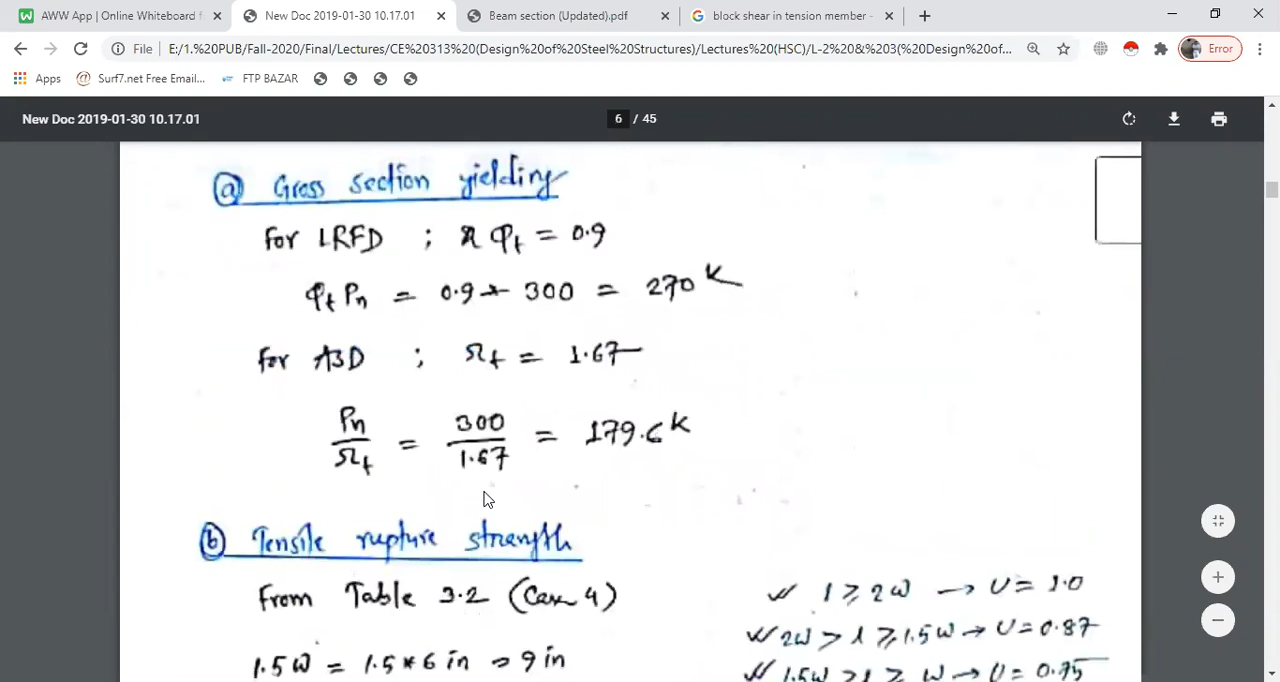 AWW App | Online Whiteboard f
New Doc 2019-01-30 10.17.01
Beam section (Updated).pdf
block shear in tension member -
File
E:/1.%20PUB/Fall-2020/Final/Lectures/CE%20313%20(Design%20of%20Steel%20Structures)/Lectures%20(HSC)/L-2%20&%203(%20Design%20of...
Error
Apps
Surf7.net Free Email...
FTP BAZAR
New Doc 2019-01-30 10.17.01
6 / 45
(a) Gross section yielding
For LRFD ; φt = 0.9
φt Pn = 0.9 * 300 = 270 K
For ASD ; Ωt = 1.67
Pn/Ωt = 300/1.67 = 179.6 K
(b) Tensile rupture strength
From Table 3.2 (Case 4)
l ≥ 2w → U = 1.0
2w > l ≥ 1.5w → U = 0.87
1.5w = 1.5*6 in → 9 in
1.5w > l ≥ w → U = 0.75